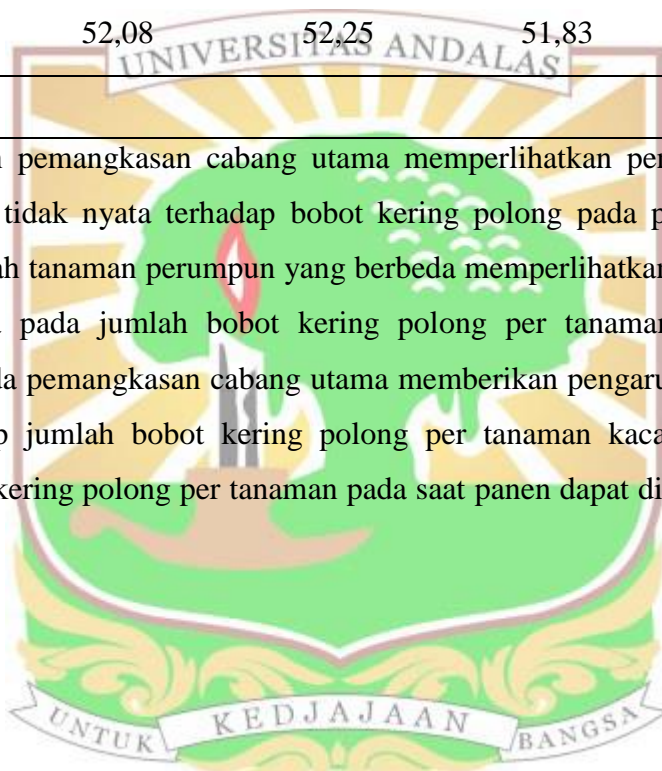 52,08 52,25 51,83
UNIVERSITAS ANDALAS
pemangkasan cabang utama memperlihatkan
tidak nyata terhadap bobot kering polong pada
tanaman perumpun yang berbeda memperlihatkan
pada jumlah bobot kering polong per tanaman
pemangkasan cabang utama memberikan
jumlah bobot kering polong per tanaman
kering polong per tanaman pada saat panen dapat
UNTUK KEDJAJAAN BANGSA